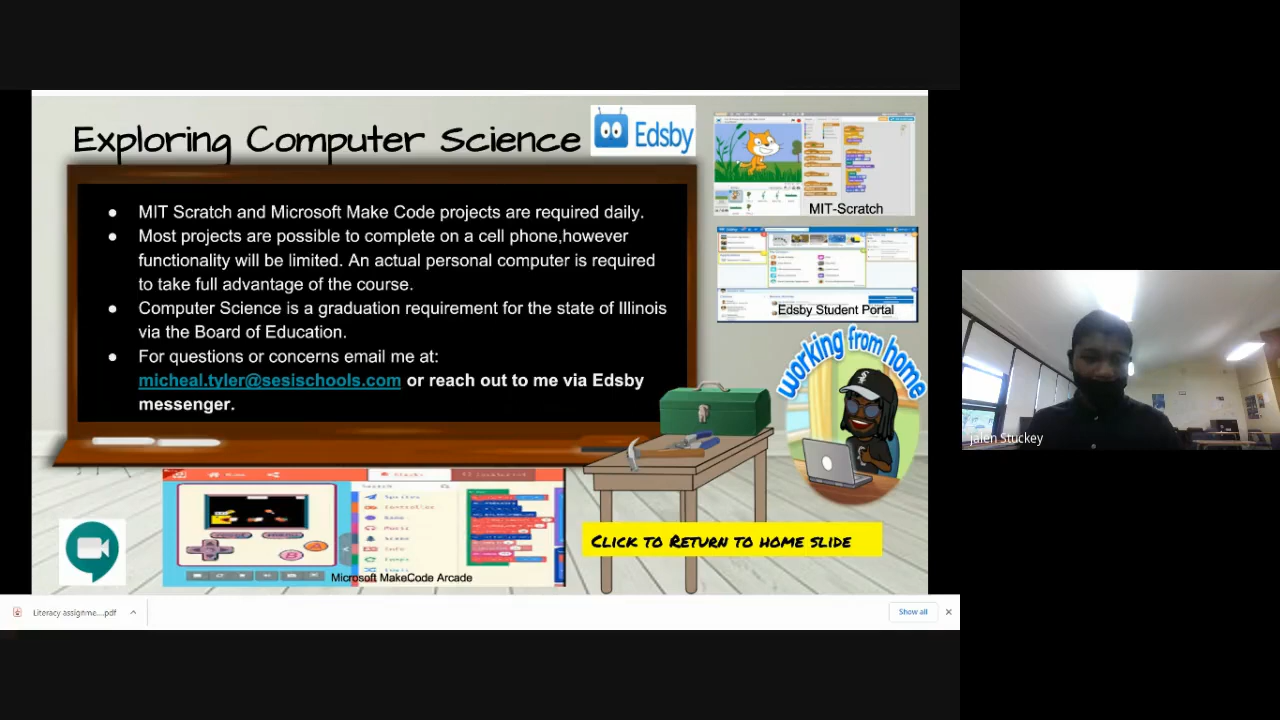 Exploring Computer Science
Edsby
MIT Scratch and Microsoft Make Code projects are required daily.
Most projects are possible to complete on a cell phone,however
functionality will be limited. An actual personal computer is required
to take full advantage of the course.
Computer Science is a graduation requirement for the state of Illinois
via the Board of Education.
For questions or concerns email me at:
micheal.tyler@sesischools.com or reach out to me via Edsby
messenger.
MIT-Scratch
Edsby Student Portal
working from home
Jalen Stuckey
B
A
Microsoft MakeCode Arcade
Click to Return to home slide
Literacy assignme....pdf
Show all